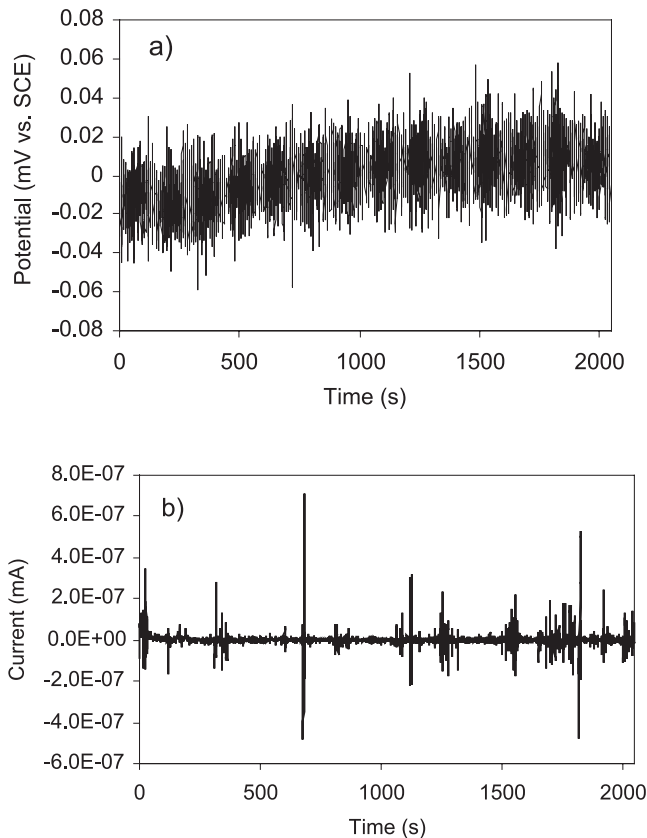 a)
0.08
0.06
0.04
0.02
0
-0.02
-0.04
-0.06
-0.08
Potential (mV vs. SCE)
0 500 1000 1500 2000
Time (s)
b)
8.0E-07
6.0E-07
4.0E-07
2.0E-07
0.0E+00
-2.0E-07
-4.0E-07
-6.0E-07
Current (mA)
0 500 1000 1500 2000
Time (s)